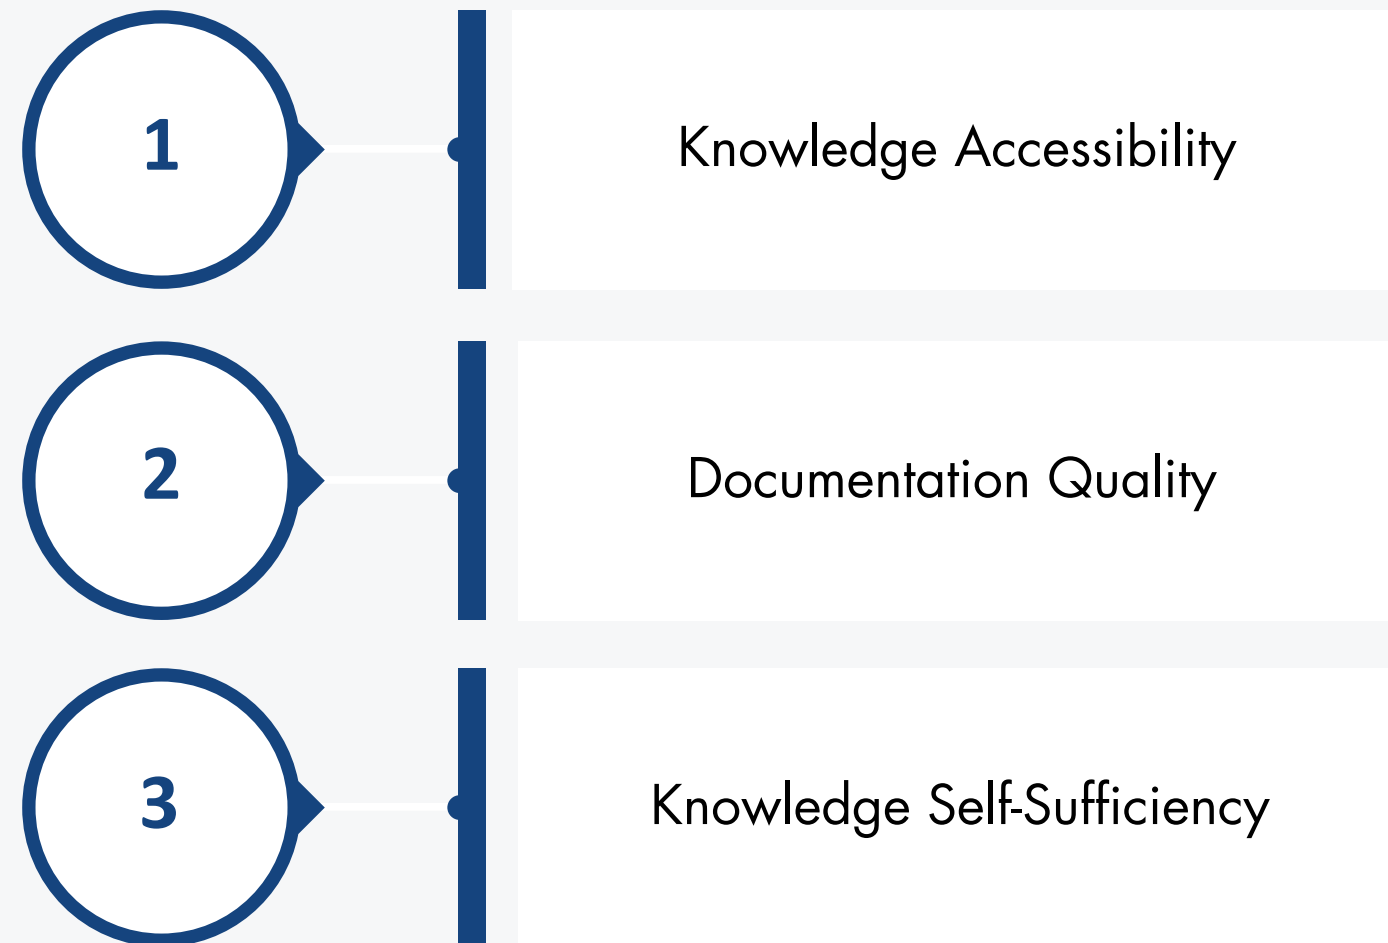 1
Knowledge Accessibility
2
Documentation Quality
3
Knowledge Self-Sufficiency